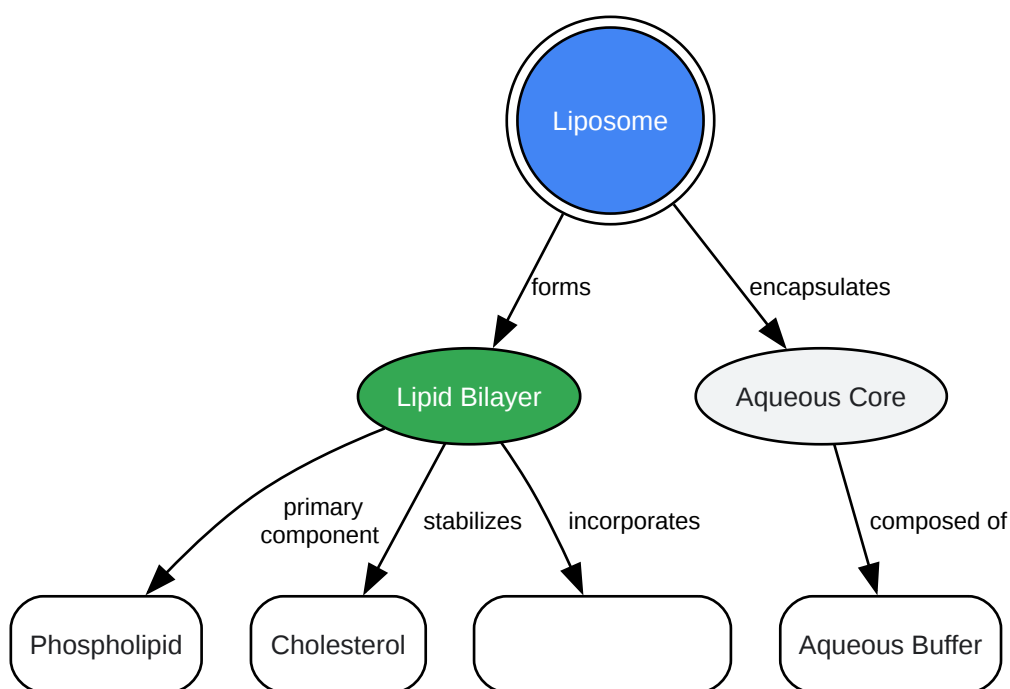 Liposome
forms
encapsulates
Lipid Bilayer
Aqueous Core
primary
component
stabilizes
incorporates
composed of
Phospholipid
Cholesterol
Aqueous Buffer